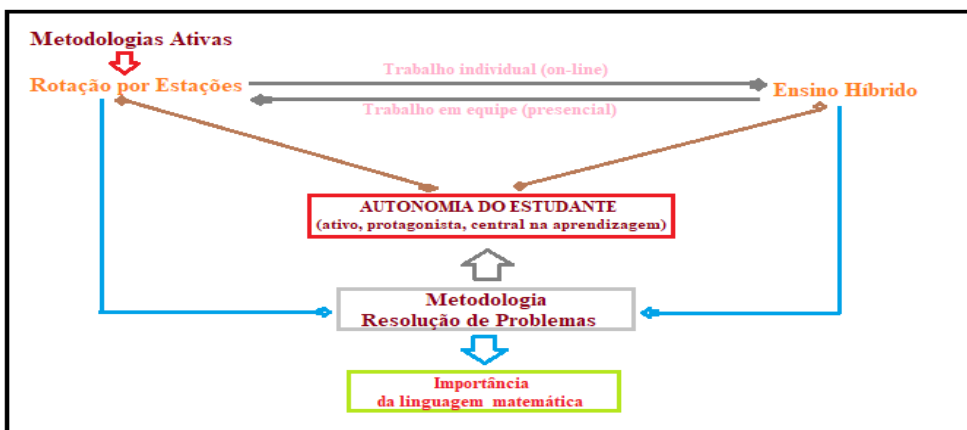 Metodologias Ativas
Trabalho individual (on-line)
Rotação por Estações
Ensino Híbrido
Trabalho em equipe (presencial)
AUTONOMIA DO ESTUDANTE
(ativo, protagonista, central na aprendizagem)
Metodologia
Resolução de Problemas
Importância
da linguagem matemática